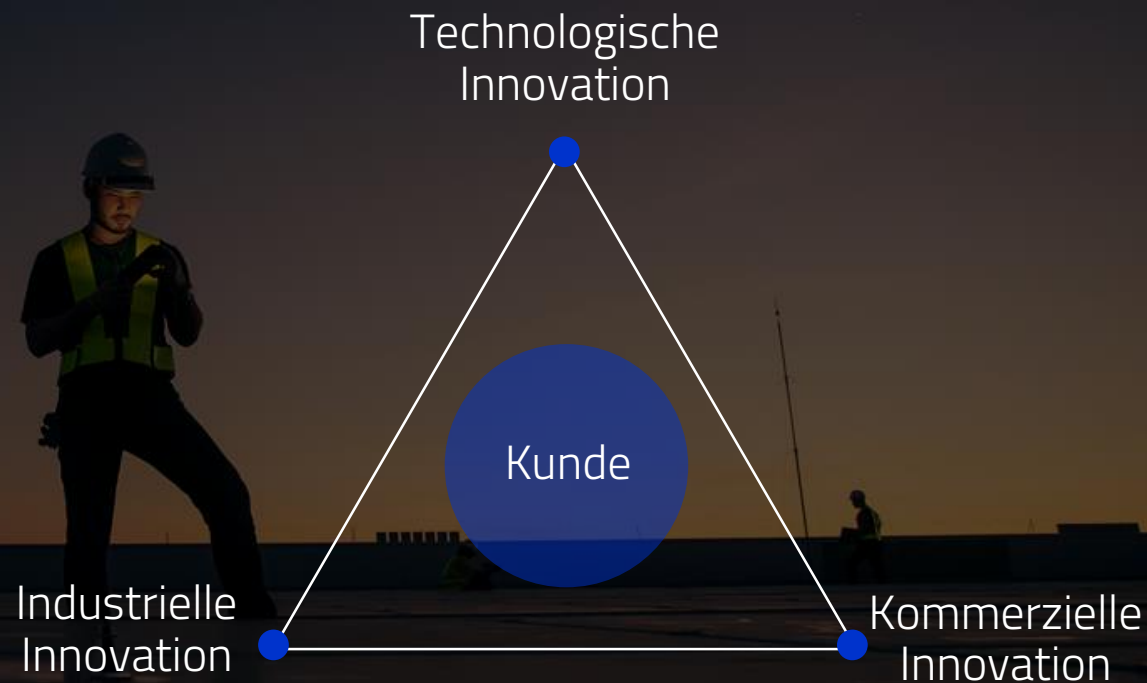 Technologische
Innovation
Kunde
Industrielle
Innovation
Kommerzielle
Innovation